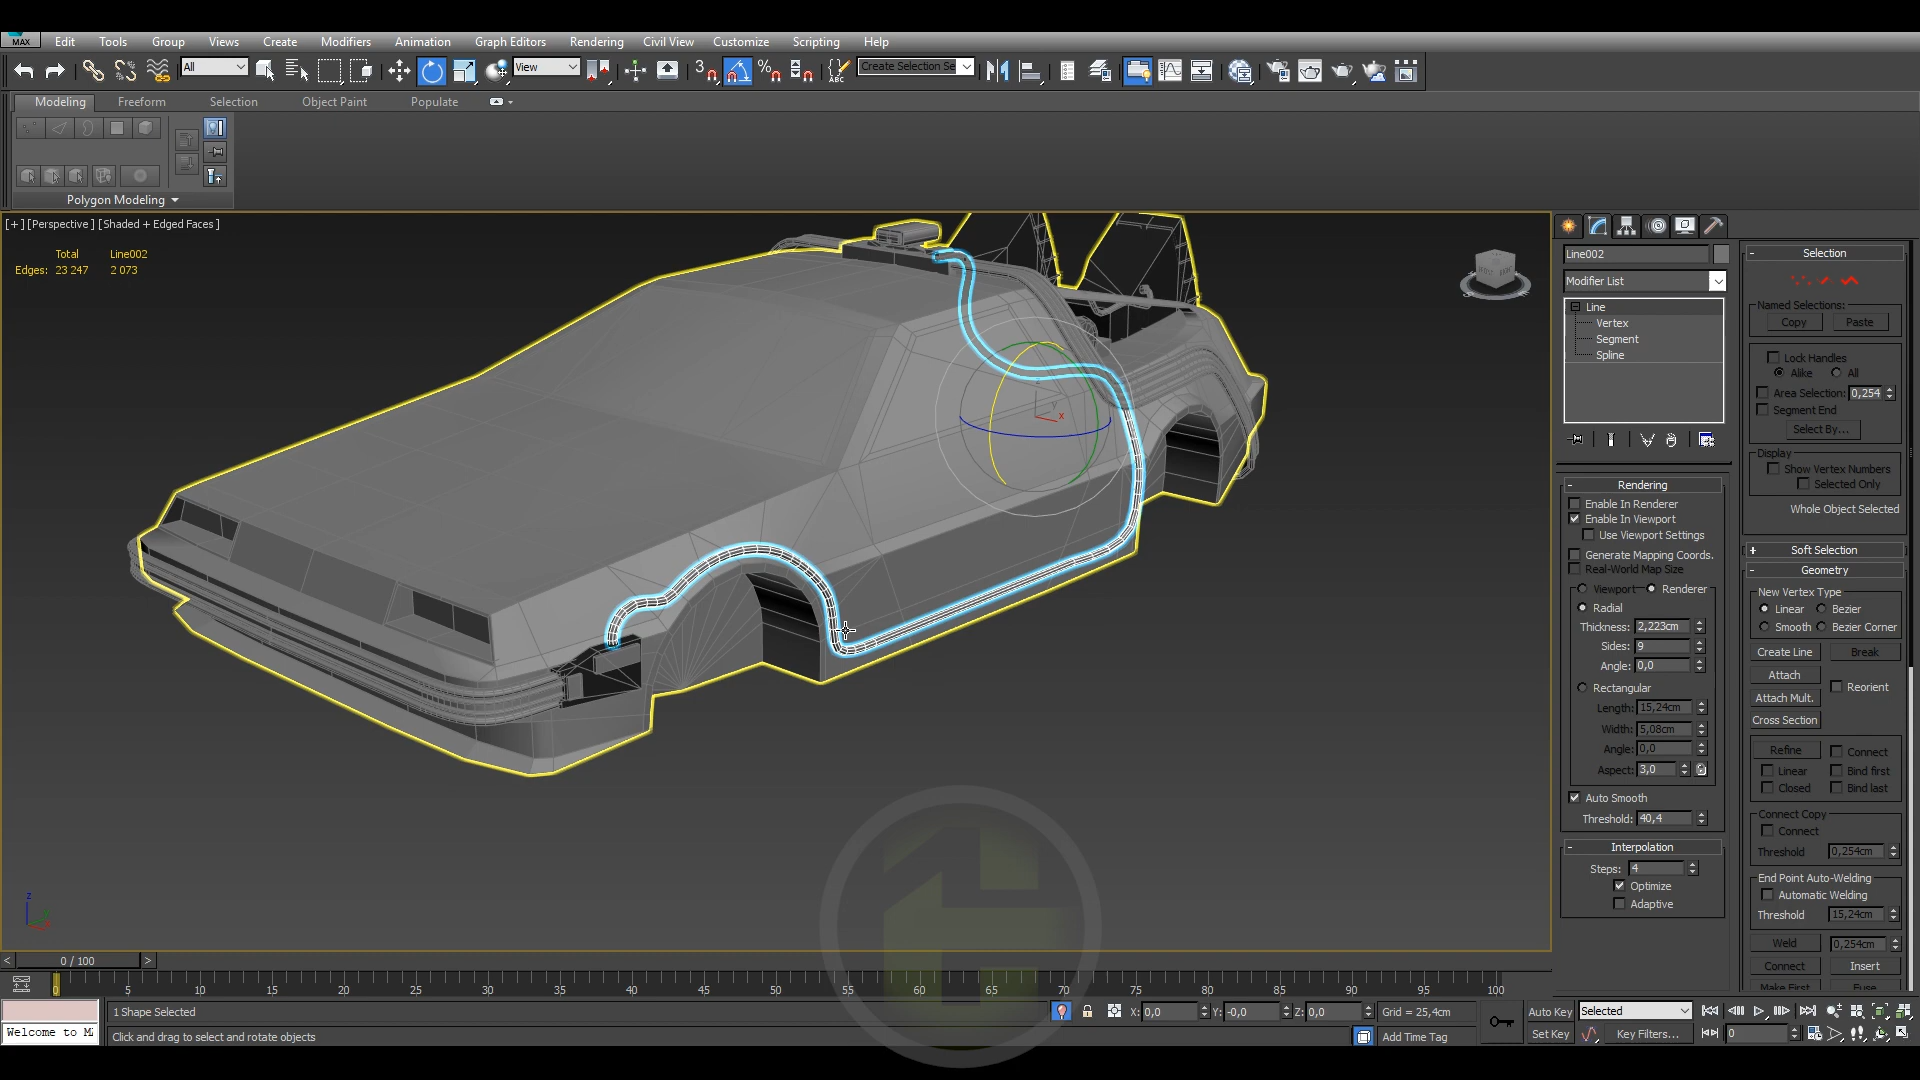 MAX Edit Tools Group Views Create Modifiers Animation Graph Editors Rendering Civil View Customize Scripting Help
All View 3 Create Selection Se
Modeling Freeform Selection Object Paint Populate
Polygon Modeling
[+] [Perspective] [Shaded + Edged Faces]
Total Line002
Edges: 23 247 2 073
x
y
z
Line002
Modifier List
Line
Vertex
Segment
Spline
- Rendering
Enable In Renderer
Enable In Viewport
Use Viewport Settings
Generate Mapping Coords.
Real-World Map Size
Viewport Renderer
Radial
Thickness: 2,223cm
Sides: 9
Angle: 0,0
Rectangular
Length: 15,24cm
Width: 5,08cm
Angle: 0,0
Aspect: 3,0
Auto Smooth
Threshold: 40,4
- Interpolation
Steps: 4
Optimize
Adaptive
- Selection
Named Selections:
Copy Paste
Lock Handles
Alike All
Area Selection: 0,254
Segment End
Select By...
Display
Show Vertex Numbers
Selected Only
Whole Object Selected
+ Soft Selection
- Geometry
New Vertex Type
Linear Bezier
Smooth Bezier Corner
Create Line Break
Attach
Reorient
Attach Mult.
Cross Section
Refine Connect
Linear Bind first
Closed Bind last
Connect Copy
Connect
Threshold 0,254cm
End Point Auto-Welding
Automatic Welding
Threshold 15,24cm
Weld 0,254cm
Connect Insert
Make First Fuse
< 0 / 100 >
0 5 10 15 20 25 30 35 40 45 50 55 60 65 70 75 80 85 90 95 100
1 Shape Selected X: 0,0 Y: -0,0 Z: 0,0 Grid = 25,4cm Auto Key Selected
Welcome to M Click and drag to select and rotate objects Add Time Tag Set Key Key Filters... 0